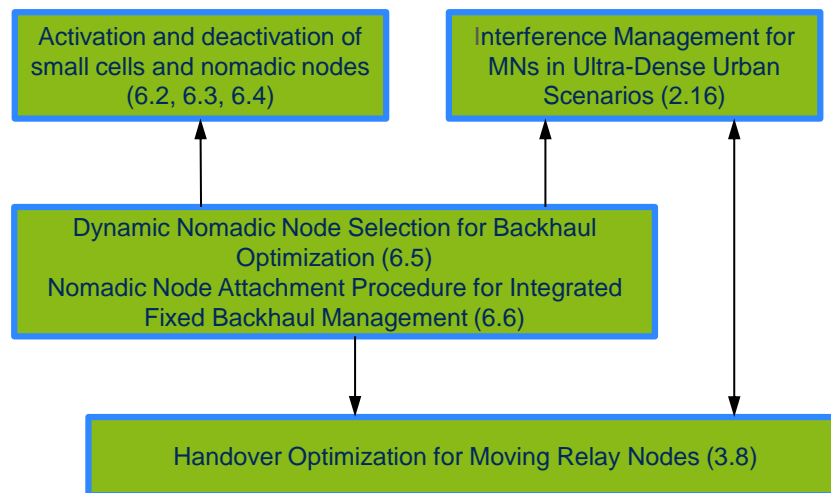 Activation and deactivation of
small cells and nomadic nodes
(6.2, 6.3, 6.4)
Interference Management for
MNs in Ultra-Dense Urban
Scenarios (2.16)
Dynamic Nomadic Node Selection for Backhaul
Optimization (6.5)
Nomadic Node Attachment Procedure for Integrated
Fixed Backhaul Management (6.6)
Handover Optimization for Moving Relay Nodes (3.8)